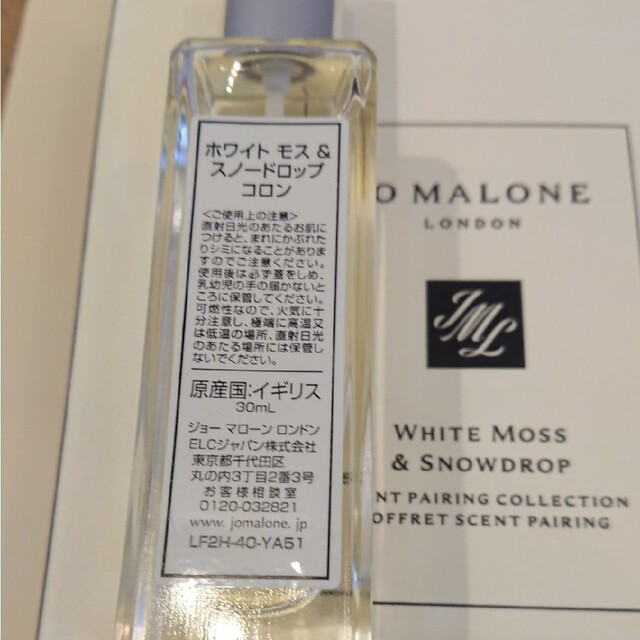 ホワイト モス &
スノードロップ
コロン
<ご使用上の注意>
直射日光のあたるお肌に
つけると、まれにかぶれた
りシミになることがありま
すのでご注意ください。
使用後は必ず蓋をしめ、
乳幼児の手の届かないと
ころに保管してください。
可燃性なので、火気に十
分注意し、極端に高温又
は低温の場所、直射日光
のあたる場所には保管し
ないでください。
原産国:イギリス
30mL
ジョー マローン ロンドン
ELCジャパン株式会社
東京都千代田区
丸の内3丁目2番3号
お客様相談室
0120-032821
www. jomalone. jp
LF2H-40-YA51
O MALONE
LONDON
JML
WHITE MOSS
& SNOWDROP
NT PAIRING COLLECTION
OFFRET SCENT PAIRING